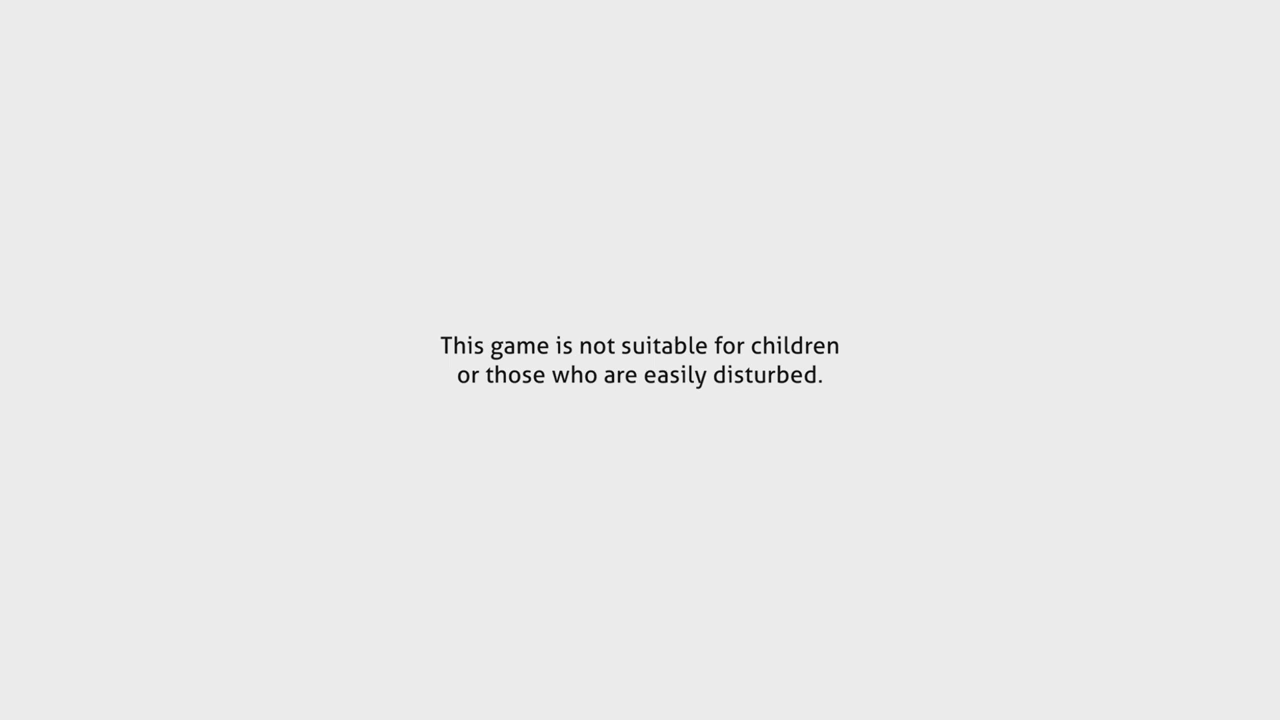 This game is not suitable for children
or those who are easily disturbed.